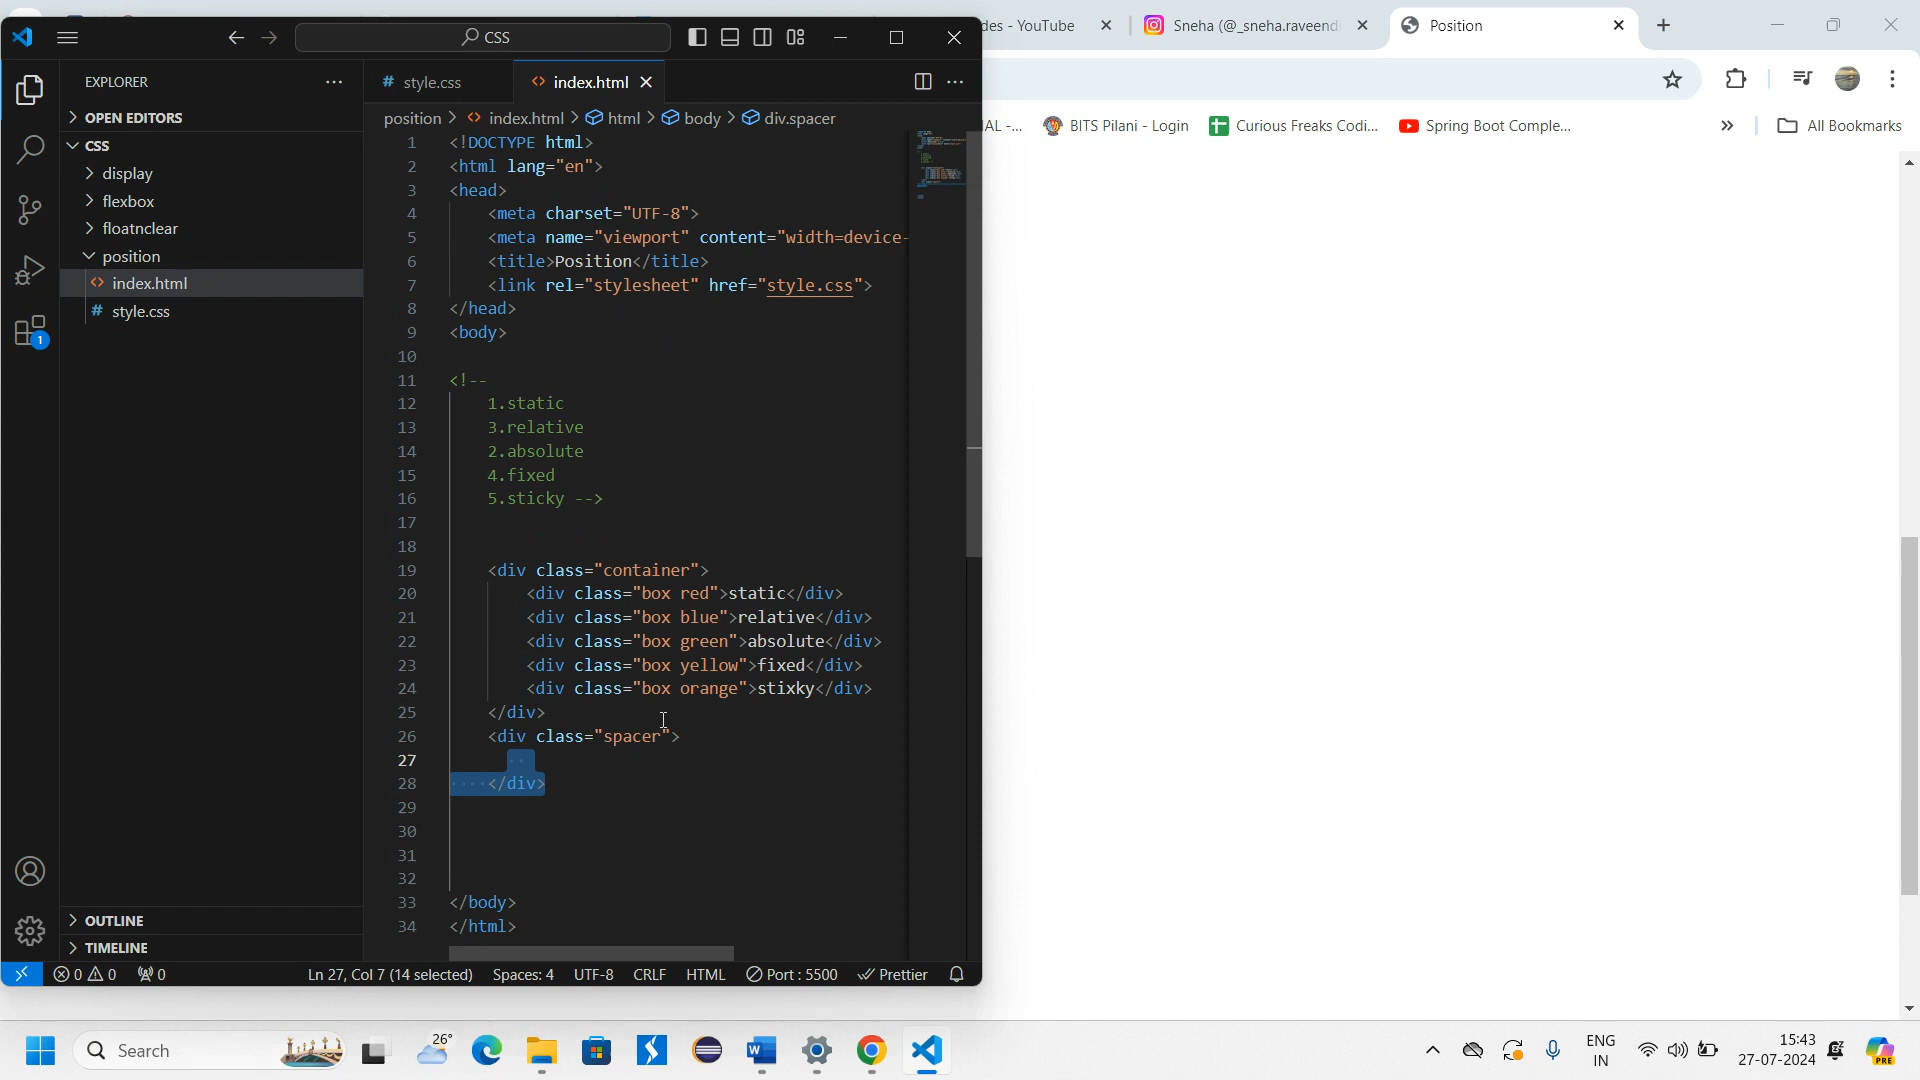 CSS
des - YouTube
Sneha (@_sneha.raveend
Position
EXPLORER
OPEN EDITORS
CSS
display
flexbox
floatnclear
position
index.html
style.css
OUTLINE
TIMELINE
style.css
index.html
position > index.html > html > body > div.spacer
AL -...
BITS Pilani - Login
Curious Freaks Codi...
Spring Boot Comple...
All Bookmarks
1 <!DOCTYPE html>
2 <html lang="en">
3 <head>
4 <meta charset="UTF-8">
5 <meta name="viewport" content="width=device-
6 <title>Position</title>
7 <link rel="stylesheet" href="style.css">
8 </head>
9 <body>
10
11 <!--
12 1.static
13 3.relative
14 2.absolute
15 4.fixed
16 5.sticky -->
17
18
19 <div class="container">
20 <div class="box red">static</div>
21 <div class="box blue">relative</div>
22 <div class="box green">absolute</div>
23 <div class="box yellow">fixed</div>
24 <div class="box orange">stixky</div>
25 </div>
26 <div class="spacer">
27
28 </div>
29
30
31
32
33 </body>
34 </html>
1
0 0 0
Ln 27, Col 7 (14 selected)
Spaces: 4
UTF-8
CRLF
HTML
Port : 5500
Prettier
Search
26°
ENG
IN
15:43
27-07-2024
PRE